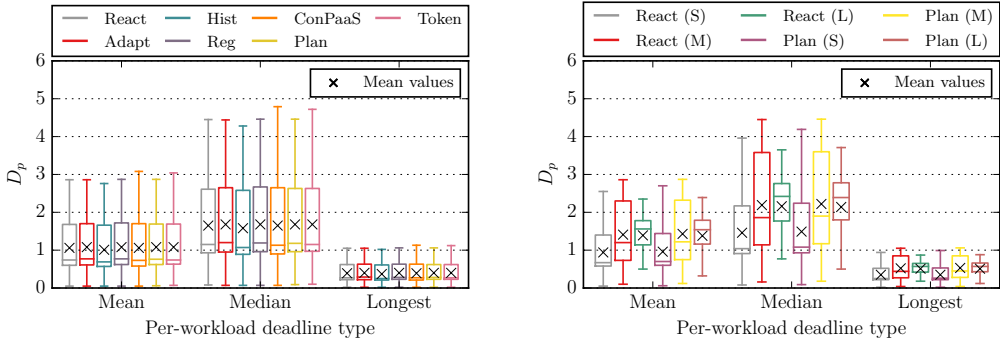 React Hist ConPaaS Token
Adapt Reg Plan
Mean values
6
5
4
3
2
1
0
D_p
Mean Median Longest
Per-workload deadline type
React (S) React (L) Plan (M)
React (M) Plan (S) Plan (L)
Mean values
6
5
4
3
2
1
0
D_p
Mean Median Longest
Per-workload deadline type